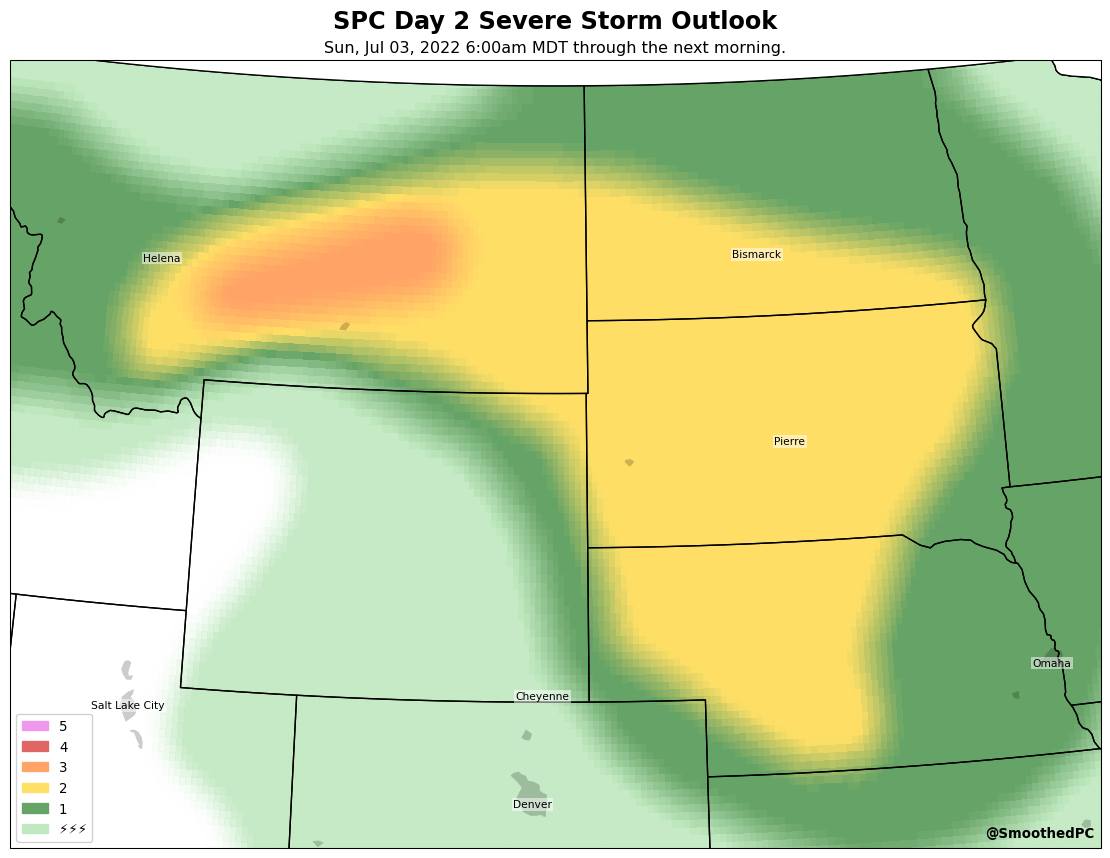 SPC Day 2 Severe Storm Outlook
Sun, Jul 03, 2022 6:00am MDT through the next morning.
Helena
Bismarck
Pierre
Omaha
Cheyenne
Salt Lake City
Denver
5
4
3
2
1
⚡⚡⚡
@SmoothedPC